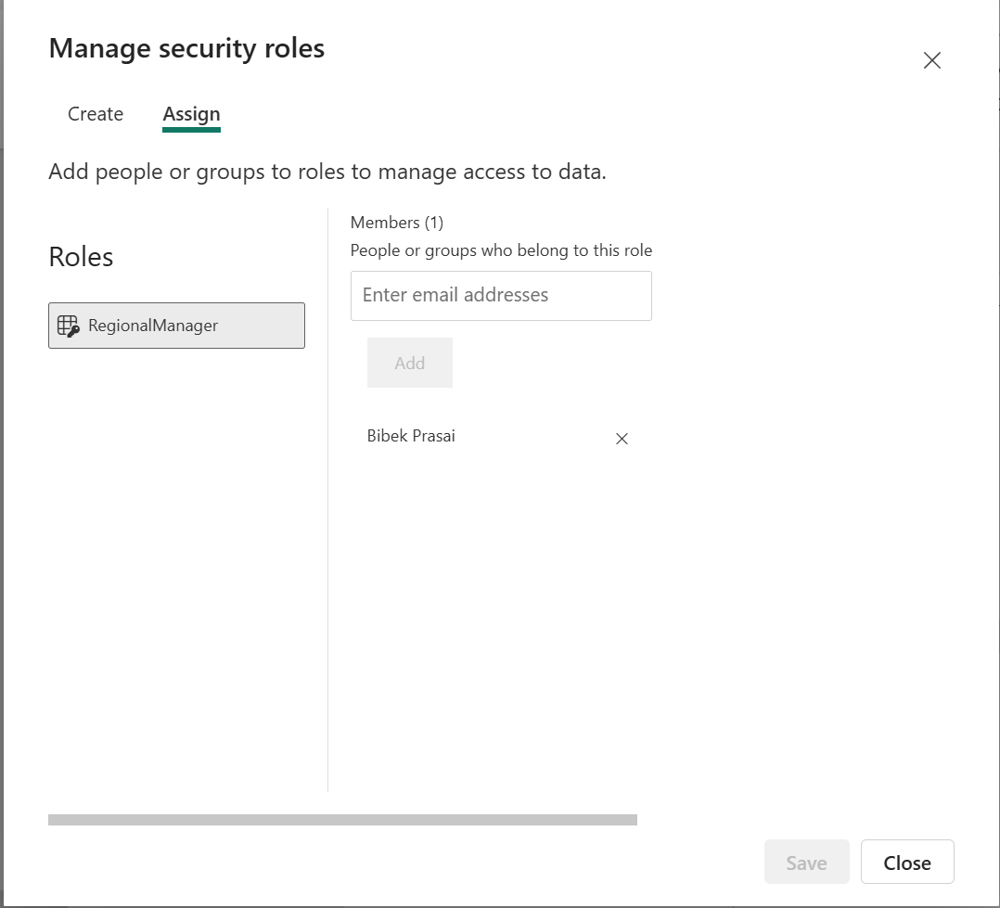 Manage security roles
Create
Assign
Add people or groups to roles to manage access to data.
Roles
RegionalManager
Members (1)
People or groups who belong to this role
Enter email addresses
Add
Bibek Prasai
Save
Close